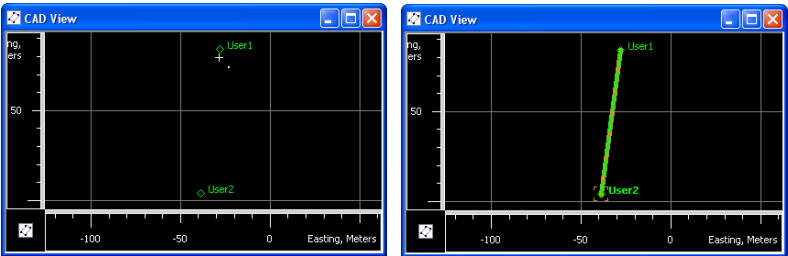 CAD View
ng,
ers
User1
50
User2
-100
-50
0
Easting, Meters
CAD View
ng,
ers
User1
50
User2
-100
-50
0
Easting, Meters